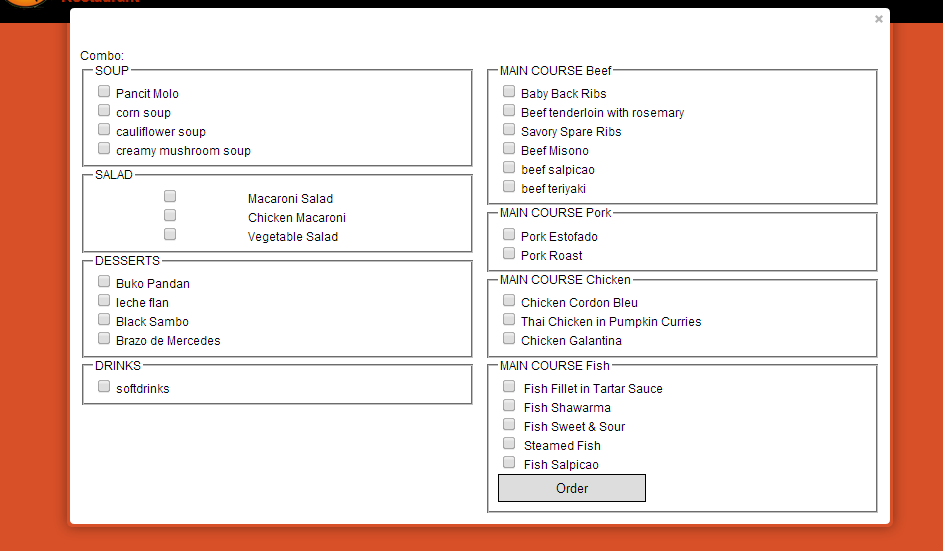 Restaurant
×
Combo:
SOUP
Pancit Molo
corn soup
cauliflower soup
creamy mushroom soup
SALAD
Macaroni Salad
Chicken Macaroni
Vegetable Salad
DESSERTS
Buko Pandan
leche flan
Black Sambo
Brazo de Mercedes
DRINKS
softdrinks
MAIN COURSE Beef
Baby Back Ribs
Beef tenderloin with rosemary
Savory Spare Ribs
Beef Misono
beef salpicao
beef teriyaki
MAIN COURSE Pork
Pork Estofado
Pork Roast
MAIN COURSE Chicken
Chicken Cordon Bleu
Thai Chicken in Pumpkin Curries
Chicken Galantina
MAIN COURSE Fish
Fish Fillet in Tartar Sauce
Fish Shawarma
Fish Sweet & Sour
Steamed Fish
Fish Salpicao
Order